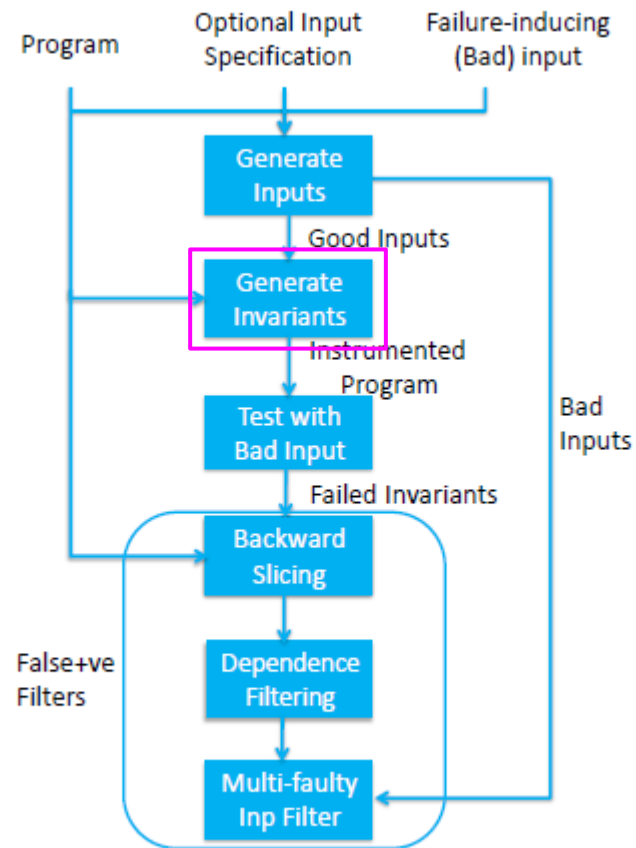 Program
Optional Input
Specification
Failure-inducing
(Bad) input
Generate
Inputs
Good Inputs
Generate
Invariants
Instrumented
Program
Test with
Bad Input
Bad
Inputs
Failed Invariants
Backward
Slicing
False+ve
Filters
Dependence
Filtering
Multi-faulty
Inp Filter